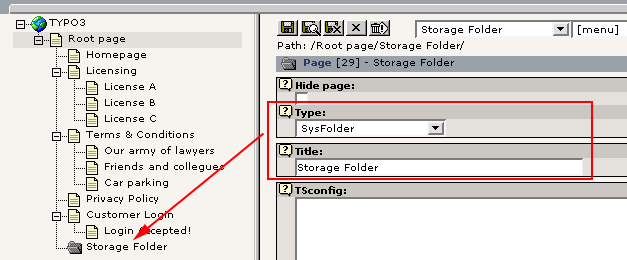 TYPO3
Root page
Homepage
Licensing
License A
License B
License C
Terms & Conditions
Our army of lawyers
Friends and collegues
Car parking
Privacy Policy
Customer Login
Login Accepted!
Storage Folder
Storage Folder [menu]
Path: /Root page/Storage Folder/
Page [29] - Storage Folder
Hide page:
Type:
SysFolder
Title:
Storage Folder
TSconfig: